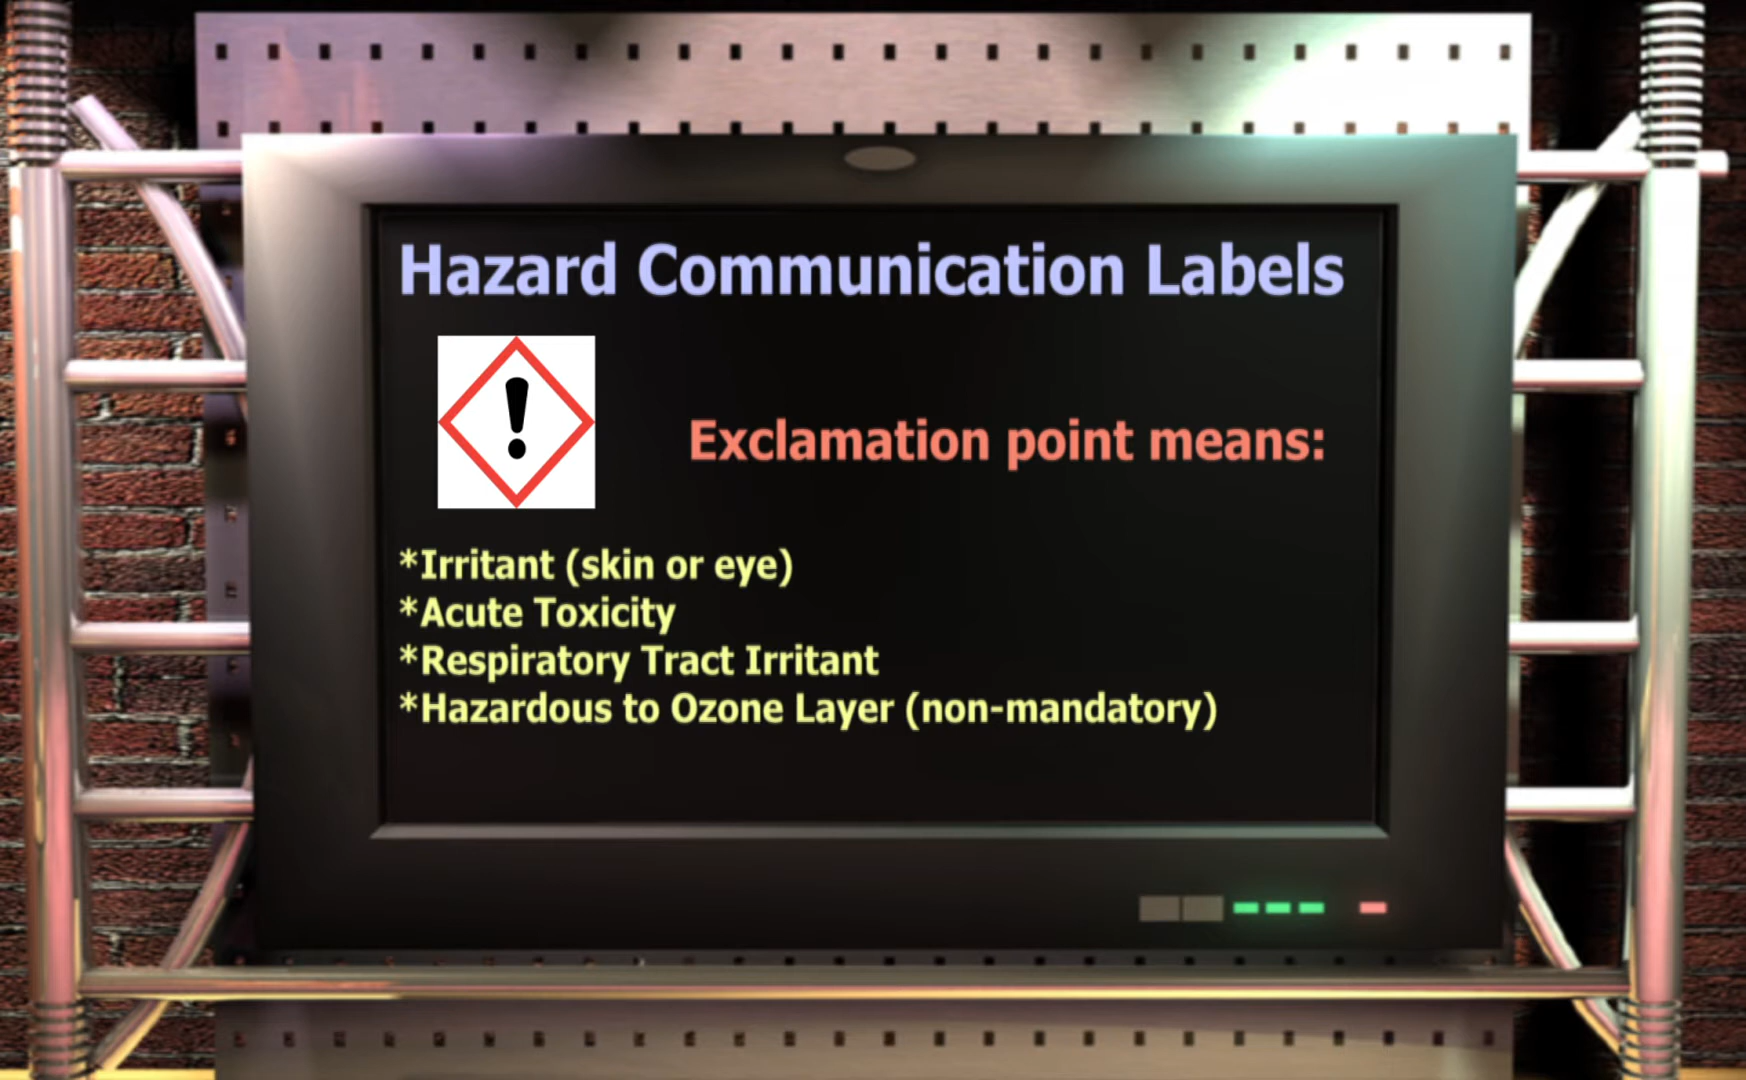 Hazard Communication Labels
!
Exclamation point means:
*Irritant (skin or eye)
*Acute Toxicity
*Respiratory Tract Irritant
*Hazardous to Ozone Layer (non-mandatory)